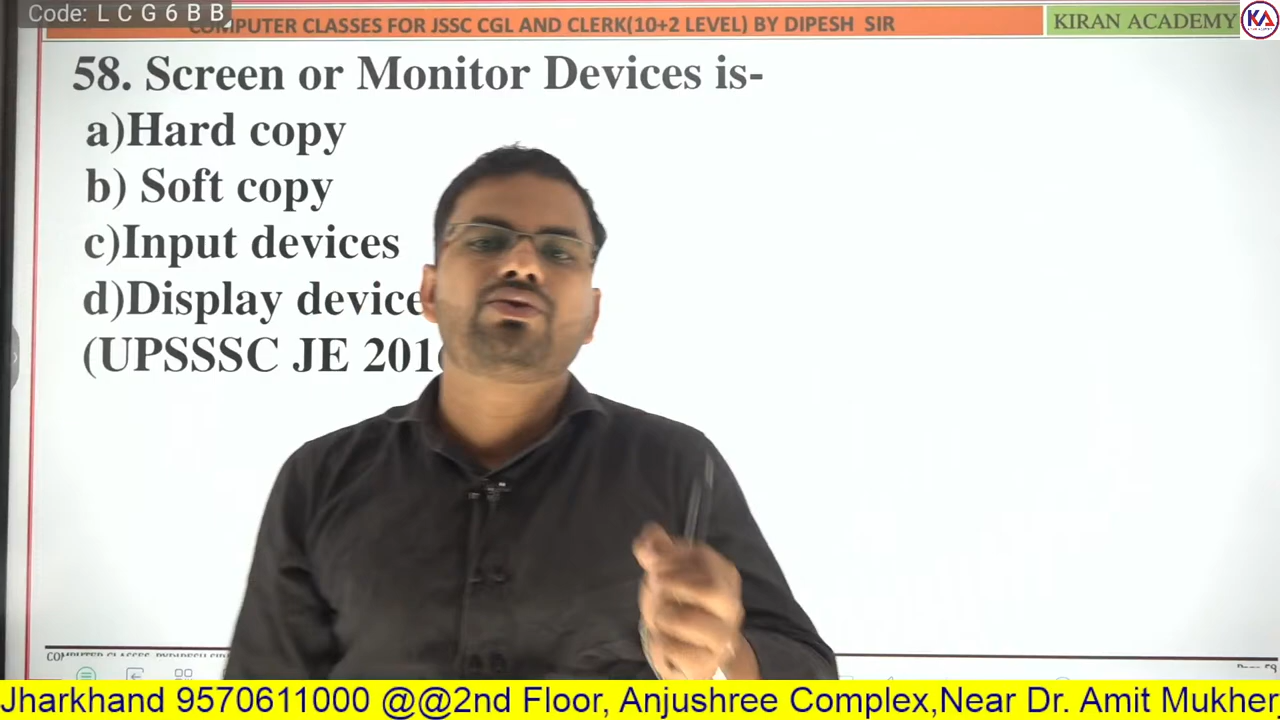 Code: L C G 6 B B
COMPUTER CLASSES FOR JSSC CGL AND CLERK(10+2 LEVEL) BY DIPESH SIR
KIRAN ACADEMY
KA
58. Screen or Monitor Devices is-
a)Hard copy
b) Soft copy
c)Input devices
d)Display device
(UPSSSC JE 201
Jharkhand 9570611000 @@2nd Floor, Anjushree Complex,Near Dr. Amit Mukher